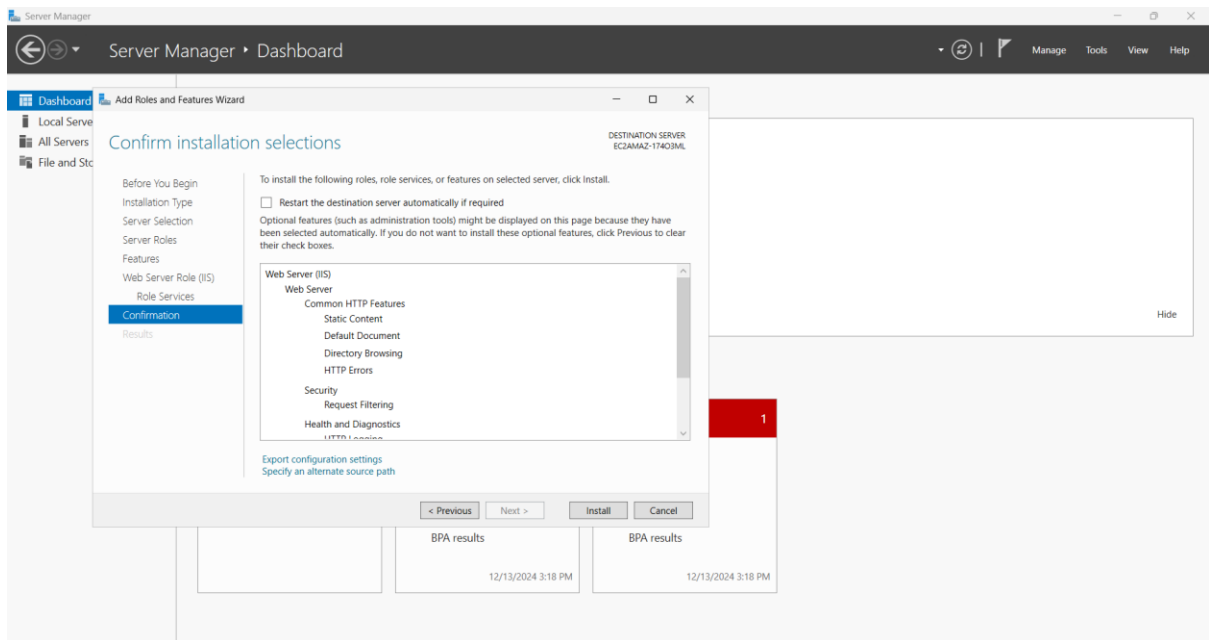 Server Manager
Server Manager • Dashboard
Manage Tools View Help
Dashboard
Local Serve
All Servers
File and Sto
Add Roles and Features Wizard
Confirm installation selections
DESTINATION SERVER
EC2AMAZ-174O3ML
Before You Begin
Installation Type
Server Selection
Server Roles
Features
Web Server Role (IIS)
Role Services
Confirmation
Results
To install the following roles, role services, or features on selected server, click Install.
Restart the destination server automatically if required
Optional features (such as administration tools) might be displayed on this page because they have
been selected automatically. If you do not want to install these optional features, click Previous to clear
their check boxes.
Web Server (IIS)
Web Server
Common HTTP Features
Static Content
Default Document
Directory Browsing
HTTP Errors
Security
Request Filtering
Health and Diagnostics
HTTP Logging
Export configuration settings
Specify an alternate source path
< Previous Next > Install Cancel
Hide
1
BPA results
12/13/2024 3:18 PM
BPA results
12/13/2024 3:18 PM